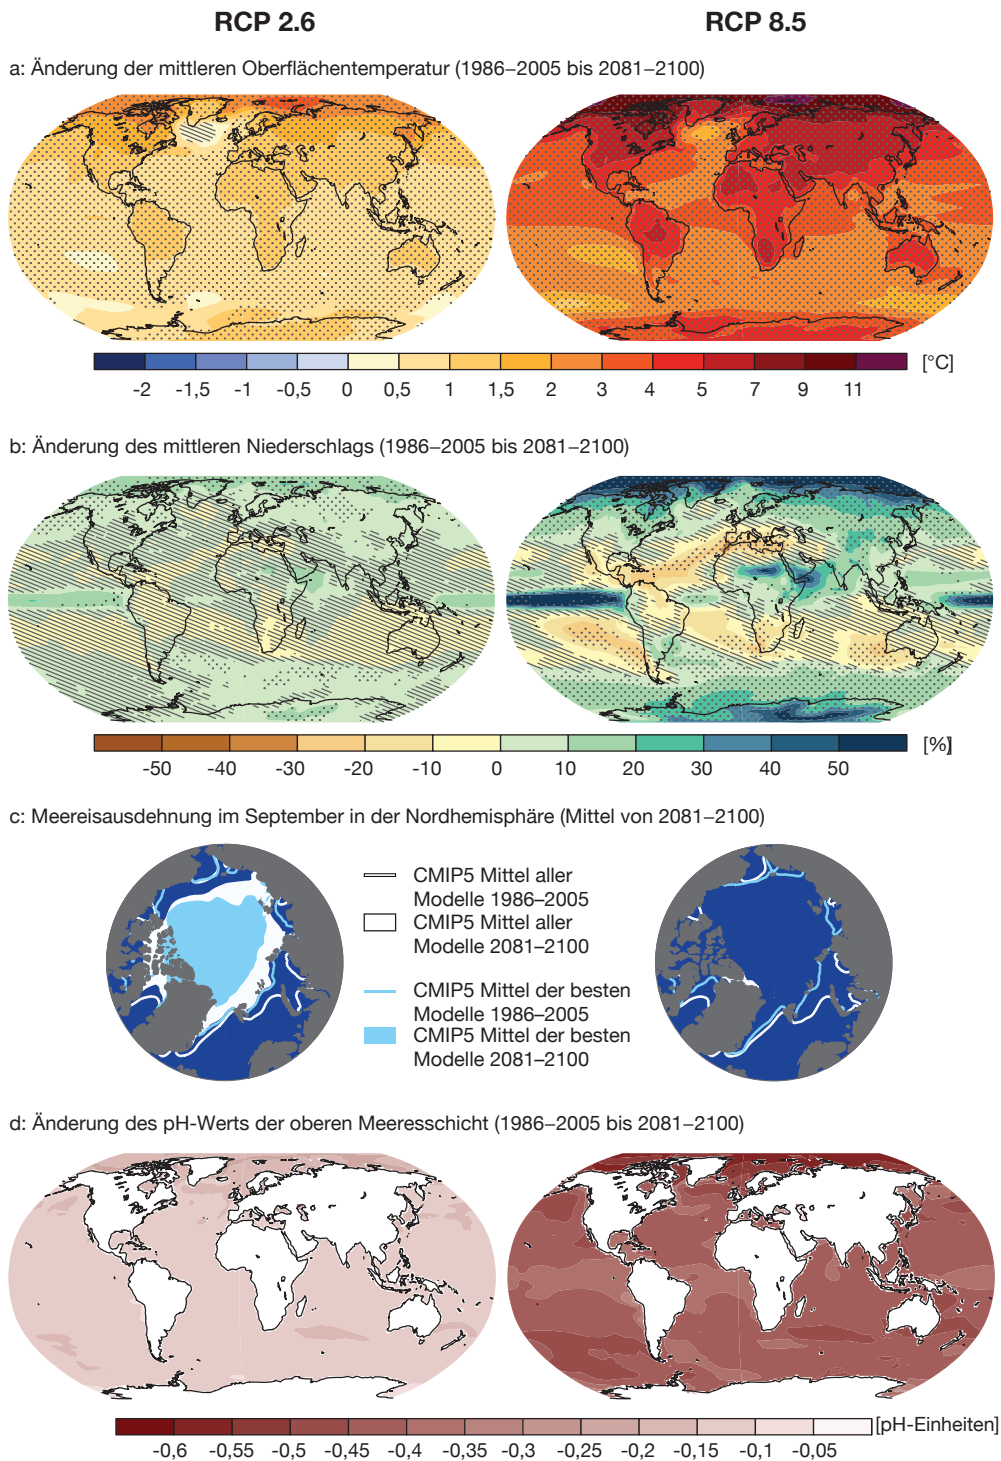 RCP 2.6
RCP 8.5
a: Änderung der mittleren Oberflächentemperatur (1986–2005 bis 2081–2100)
[°C]
-2 -1,5 -1 -0,5 0 0,5 1 1,5 2 3 4 5 7 9 11
b: Änderung des mittleren Niederschlags (1986–2005 bis 2081–2100)
[%]
-50 -40 -30 -20 -10 0 10 20 30 40 50
c: Meereisausdehnung im September in der Nordhemisphäre (Mittel von 2081–2100)
CMIP5 Mittel aller
Modelle 1986–2005
CMIP5 Mittel aller
Modelle 2081–2100
CMIP5 Mittel der besten
Modelle 1986–2005
CMIP5 Mittel der besten
Modelle 2081–2100
d: Änderung des pH-Werts der oberen Meeresschicht (1986–2005 bis 2081–2100)
[pH-Einheiten]
-0,6 -0,55 -0,5 -0,45 -0,4 -0,35 -0,3 -0,25 -0,2 -0,15 -0,1 -0,05